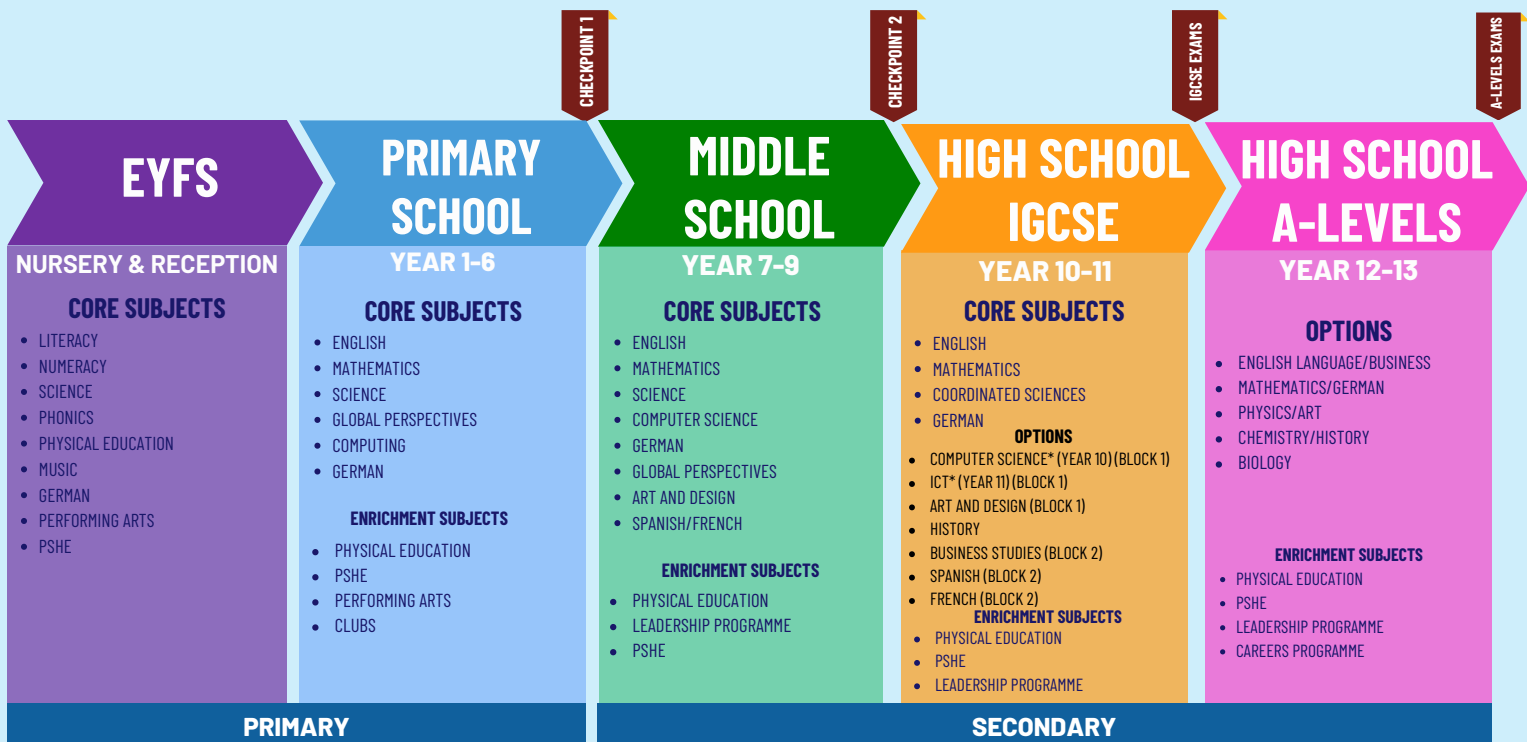 CHECKPOINT 1
CHECKPOINT 2
IGCSE EXAMS
A-LEVELS EXAMS
EYFS
NURSERY & RECEPTION
CORE SUBJECTS
• LITERACY
• NUMERACY
• SCIENCE
• PHONICS
• PHYSICAL EDUCATION
• MUSIC
• GERMAN
• PERFORMING ARTS
• PSHE
PRIMARY
SCHOOL
YEAR 1-6
CORE SUBJECTS
• ENGLISH
• MATHEMATICS
• SCIENCE
• GLOBAL PERSPECTIVES
• COMPUTING
• GERMAN
ENRICHMENT SUBJECTS
• PHYSICAL EDUCATION
• PSHE
• PERFORMING ARTS
• CLUBS
MIDDLE
SCHOOL
YEAR 7-9
CORE SUBJECTS
• ENGLISH
• MATHEMATICS
• SCIENCE
• COMPUTER SCIENCE
• GERMAN
• GLOBAL PERSPECTIVES
• ART AND DESIGN
• SPANISH/FRENCH
ENRICHMENT SUBJECTS
• PHYSICAL EDUCATION
• LEADERSHIP PROGRAMME
• PSHE
HIGH SCHOOL
IGCSE
YEAR 10-11
CORE SUBJECTS
• ENGLISH
• MATHEMATICS
• COORDINATED SCIENCES
• GERMAN
OPTIONS
• COMPUTER SCIENCE* (YEAR 10) (BLOCK 1)
• ICT* (YEAR 11) (BLOCK 1)
• ART AND DESIGN (BLOCK 1)
• HISTORY
• BUSINESS STUDIES (BLOCK 2)
• SPANISH (BLOCK 2)
• FRENCH (BLOCK 2)
ENRICHMENT SUBJECTS
• PHYSICAL EDUCATION
• PSHE
• LEADERSHIP PROGRAMME
HIGH SCHOOL
A-LEVELS
YEAR 12-13
OPTIONS
• ENGLISH LANGUAGE/BUSINESS
• MATHEMATICS/GERMAN
• PHYSICS/ART
• CHEMISTRY/HISTORY
• BIOLOGY
ENRICHMENT SUBJECTS
• PHYSICAL EDUCATION
• PSHE
• LEADERSHIP PROGRAMME
• CAREERS PROGRAMME
PRIMARY
SECONDARY